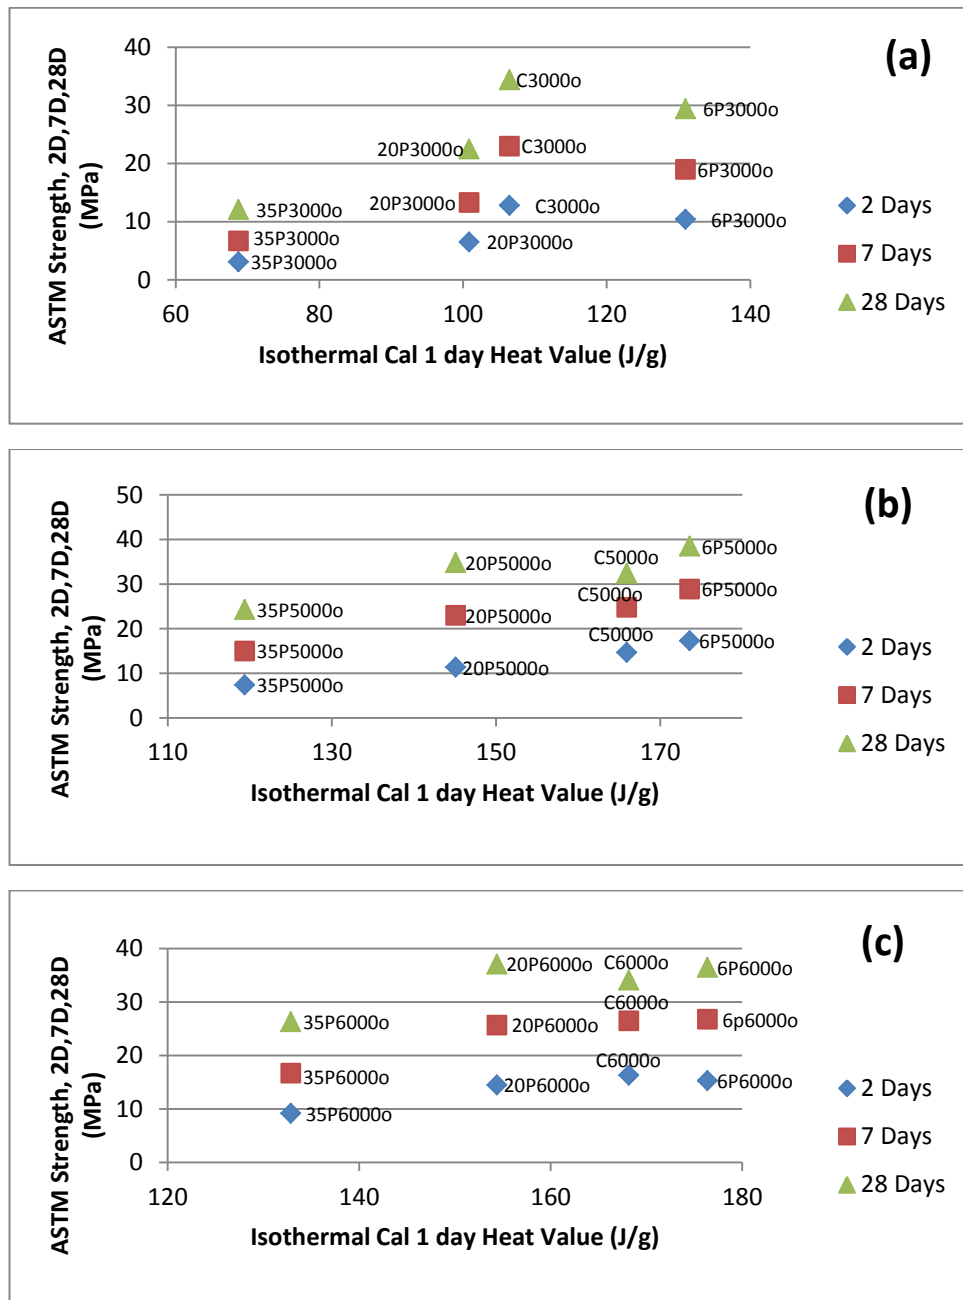 (a)
ASTM Strength, 2D,7D,28D
(MPa)
40
30
20
10
0
C3000o
6P3000o
20P3000o
C3000o
6P3000o
35P3000o
20P3000o
C3000o
6P3000o
35P3000o
20P3000o
35P3000o
60 80 100 120 140
Isothermal Cal 1 day Heat Value (J/g)
2 Days
7 Days
28 Days
(b)
ASTM Strength, 2D,7D,28D
(MPa)
50
40
30
20
10
0
6P5000o
C5000o
20P5000o
6P5000o
C5000o
35P5000o
20P5000o
C5000o
6P5000o
35P5000o
20P5000o
35P5000o
110 130 150 170
Isothermal Cal 1 day Heat Value (J/g)
2 Days
7 Days
28 Days
(c)
ASTM Strength, 2D,7D,28D
(MPa)
40
30
20
10
0
20P6000o
C6000o
6P6000o
C6000o
35P6000o
20P6000o
6p6000o
C6000o
35P6000o
20P6000o
6P6000o
35P6000o
120 140 160 180
Isothermal Cal 1 day Heat Value (J/g)
2 Days
7 Days
28 Days